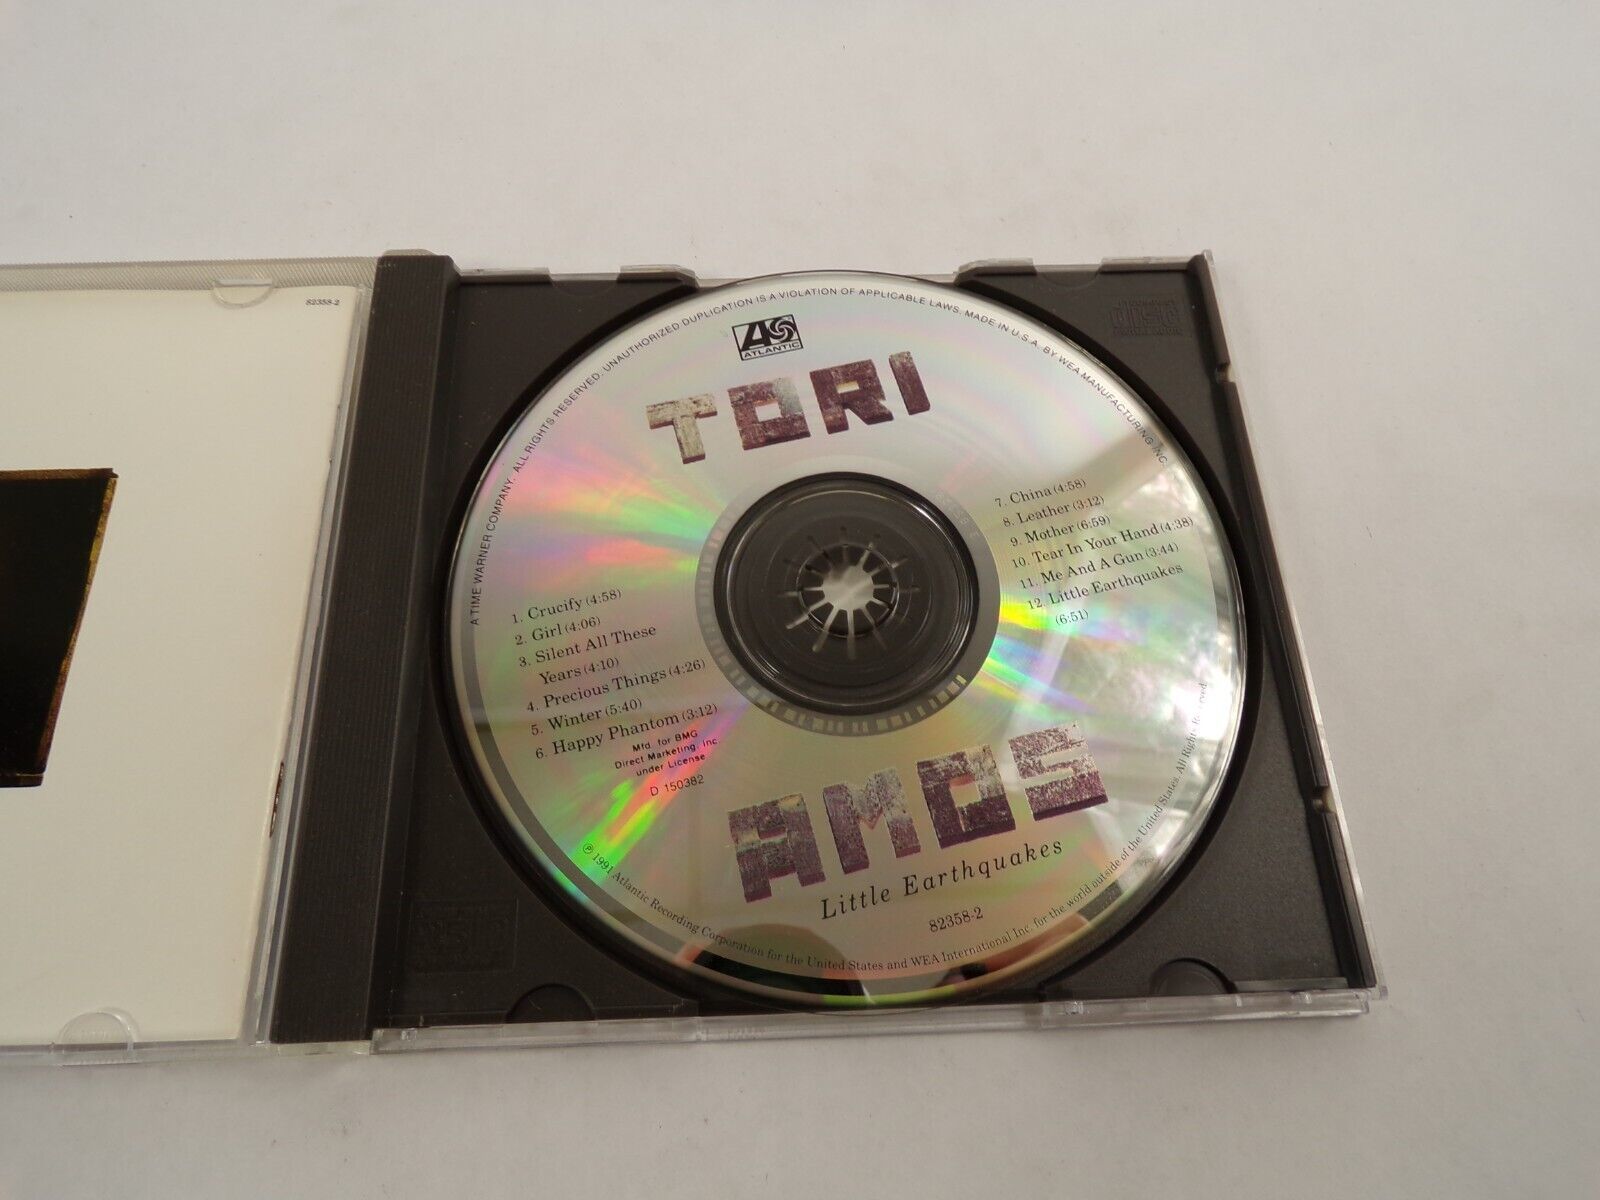 82358-2
A TIME WARNER COMPANY. ALL RIGHTS RESERVED. UNAUTHORIZED DUPLICATION IS A VIOLATION OF APPLICABLE LAWS. MADE IN U.S.A. BY WEA MANUFACTURING INC.
ATLANTIC
TORI
1. Crucify (4:58)
2. Girl (4:06)
3. Silent All These
Years (4:10)
4. Precious Things (4:26)
5. Winter (5:40)
6. Happy Phantom (3:12)
Mfd. for BMG
Direct Marketing, Inc.
under License
D 150382
7. China (4:58)
8. Leather (3:12)
9. Mother (6:59)
10. Tear In Your Hand (4:38)
11. Me And A Gun (3:44)
12. Little Earthquakes
(6:51)
AMOS
Little Earthquakes
82358-2
℗ 1991 Atlantic Recording Corporation for the United States and WEA International Inc. for the world outside of the United States. All Rights Reserved.